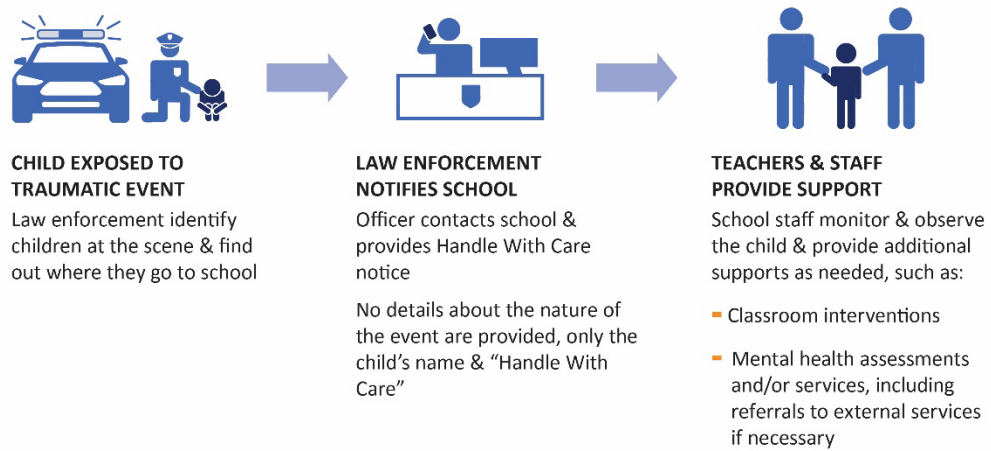 CHILD EXPOSED TO
TRAUMATIC EVENT
Law enforcement identify
children at the scene & find
out where they go to school
LAW ENFORCEMENT
NOTIFIES SCHOOL
Officer contacts school &
provides Handle With Care
notice
No details about the nature of
the event are provided, only the
child’s name & “Handle With
Care”
TEACHERS & STAFF
PROVIDE SUPPORT
School staff monitor & observe
the child & provide additional
supports as needed, such as:
- Classroom interventions
- Mental health assessments
and/or services, including
referrals to external services
if necessary